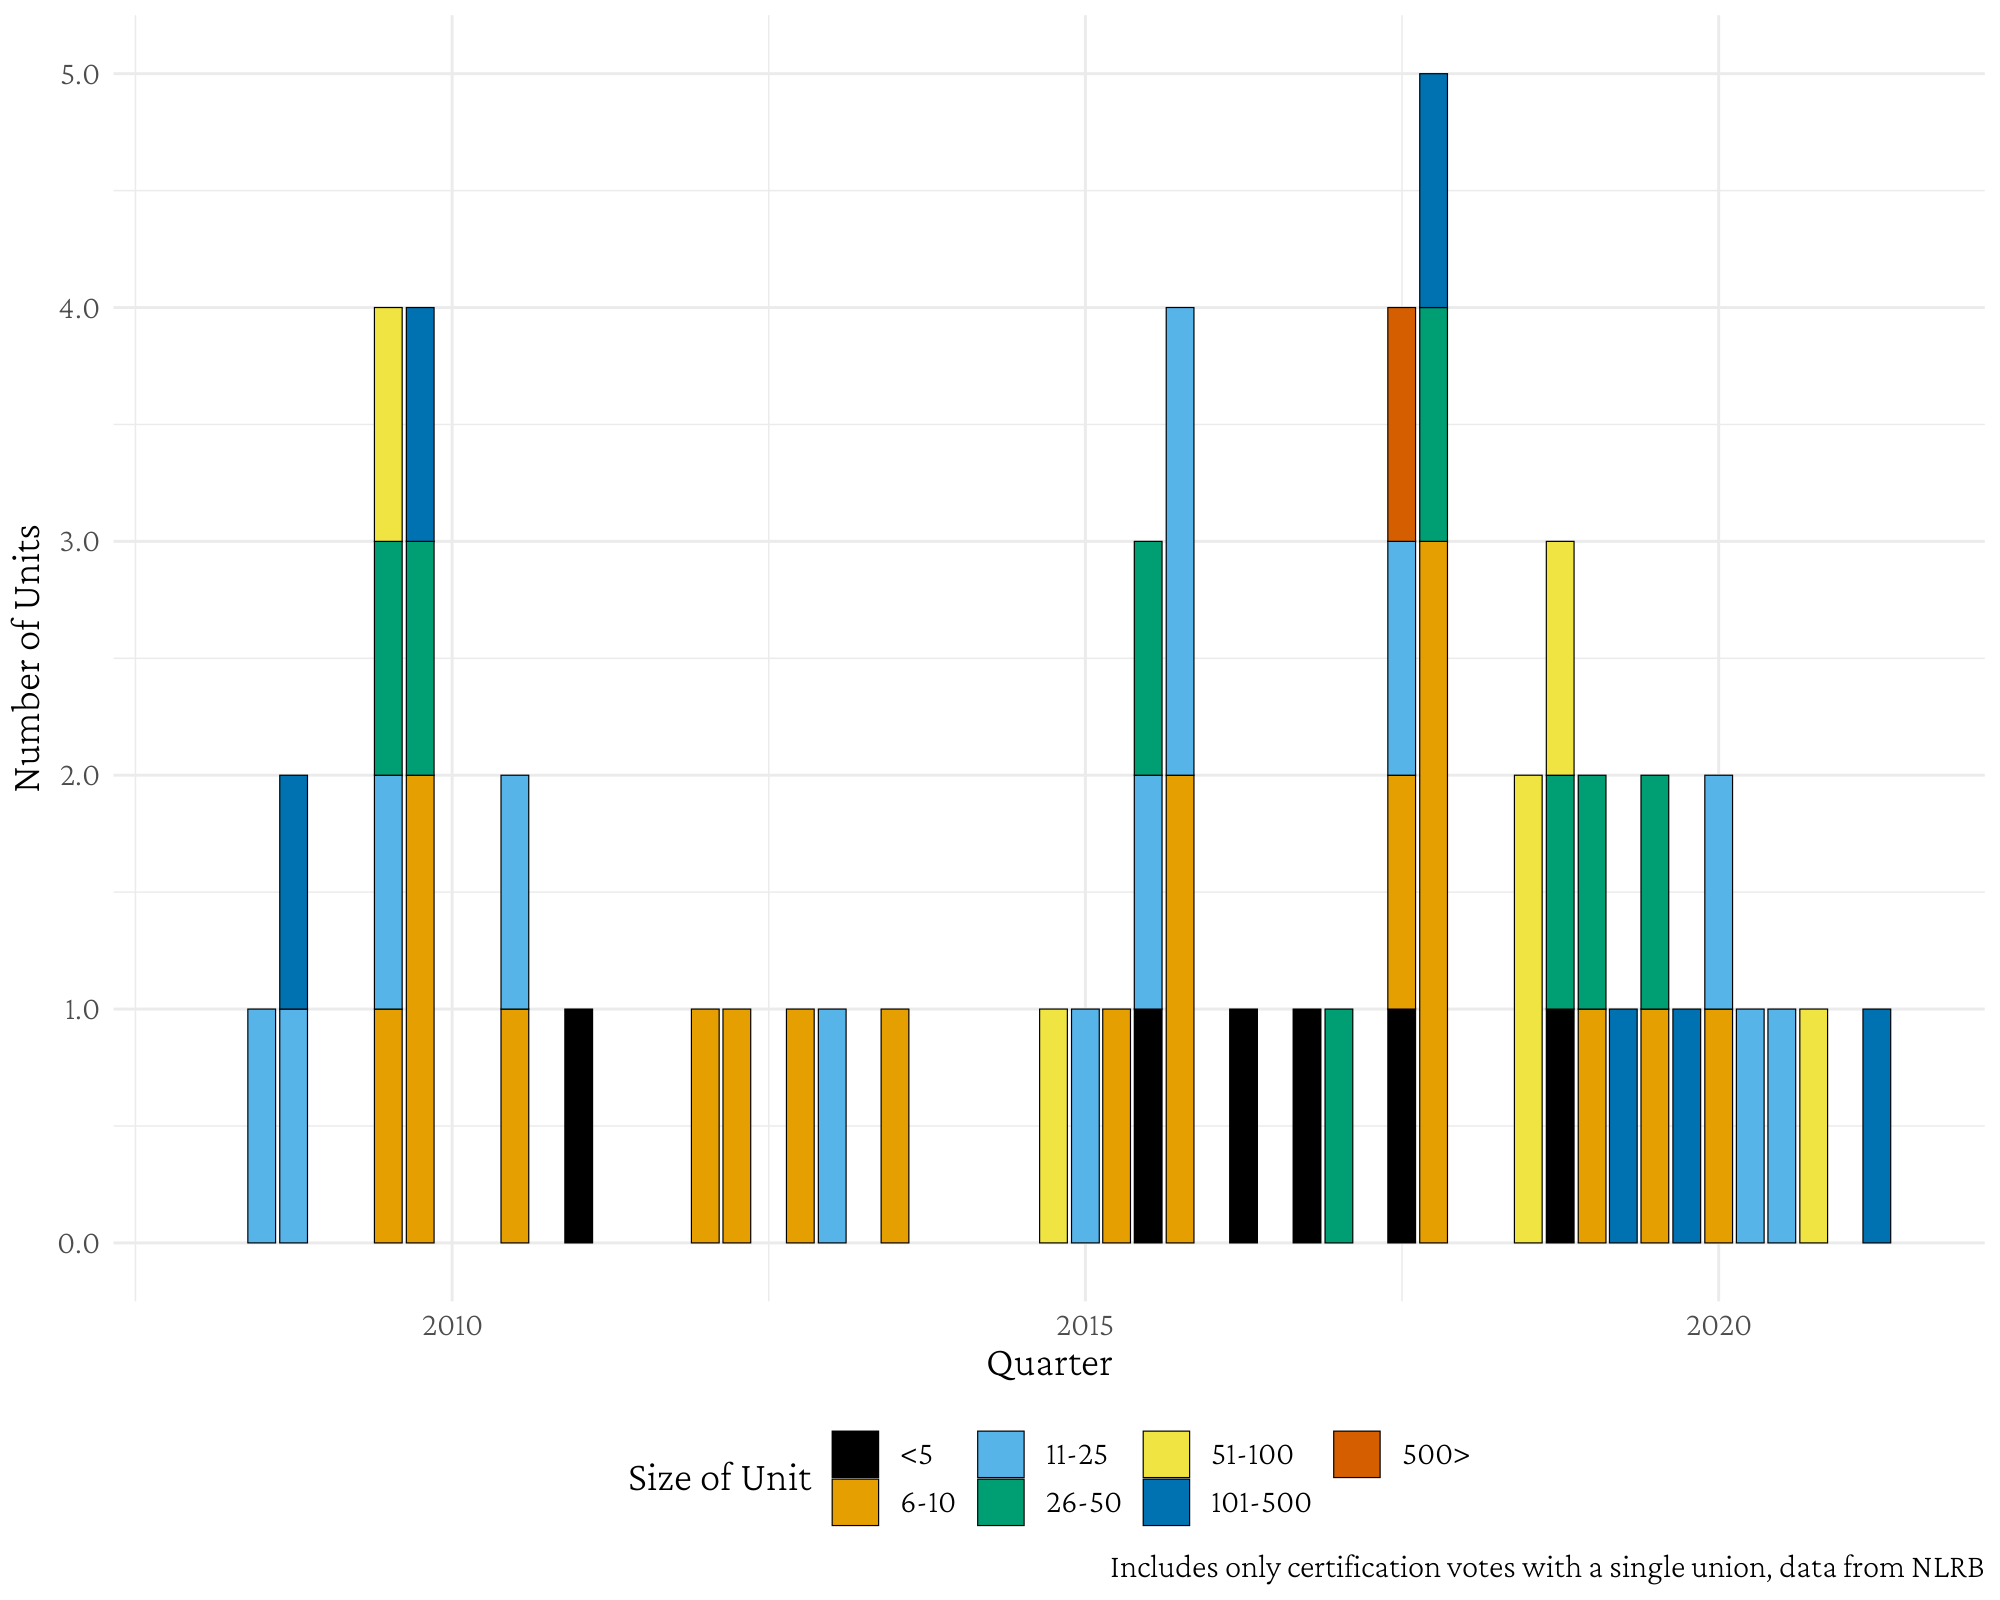 5.0
4.0
3.0
2.0
1.0
0.0
Number of Units
2010 2015 2020
Quarter
Size of Unit
<5 11-25 51-100 500>
6-10 26-50 101-500
Includes only certification votes with a single union, data from NLRB